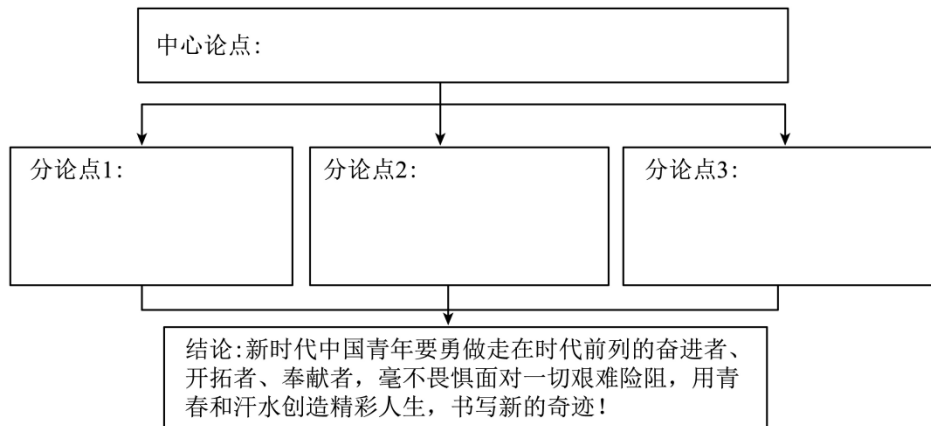 中心论点:
分论点1:
分论点2:
分论点3:
结论:新时代中国青年要勇做走在时代前列的奋进者、
开拓者、奉献者，毫不畏惧面对一切艰难险阻，用青
春和汗水创造精彩人生，书写新的奇迹！